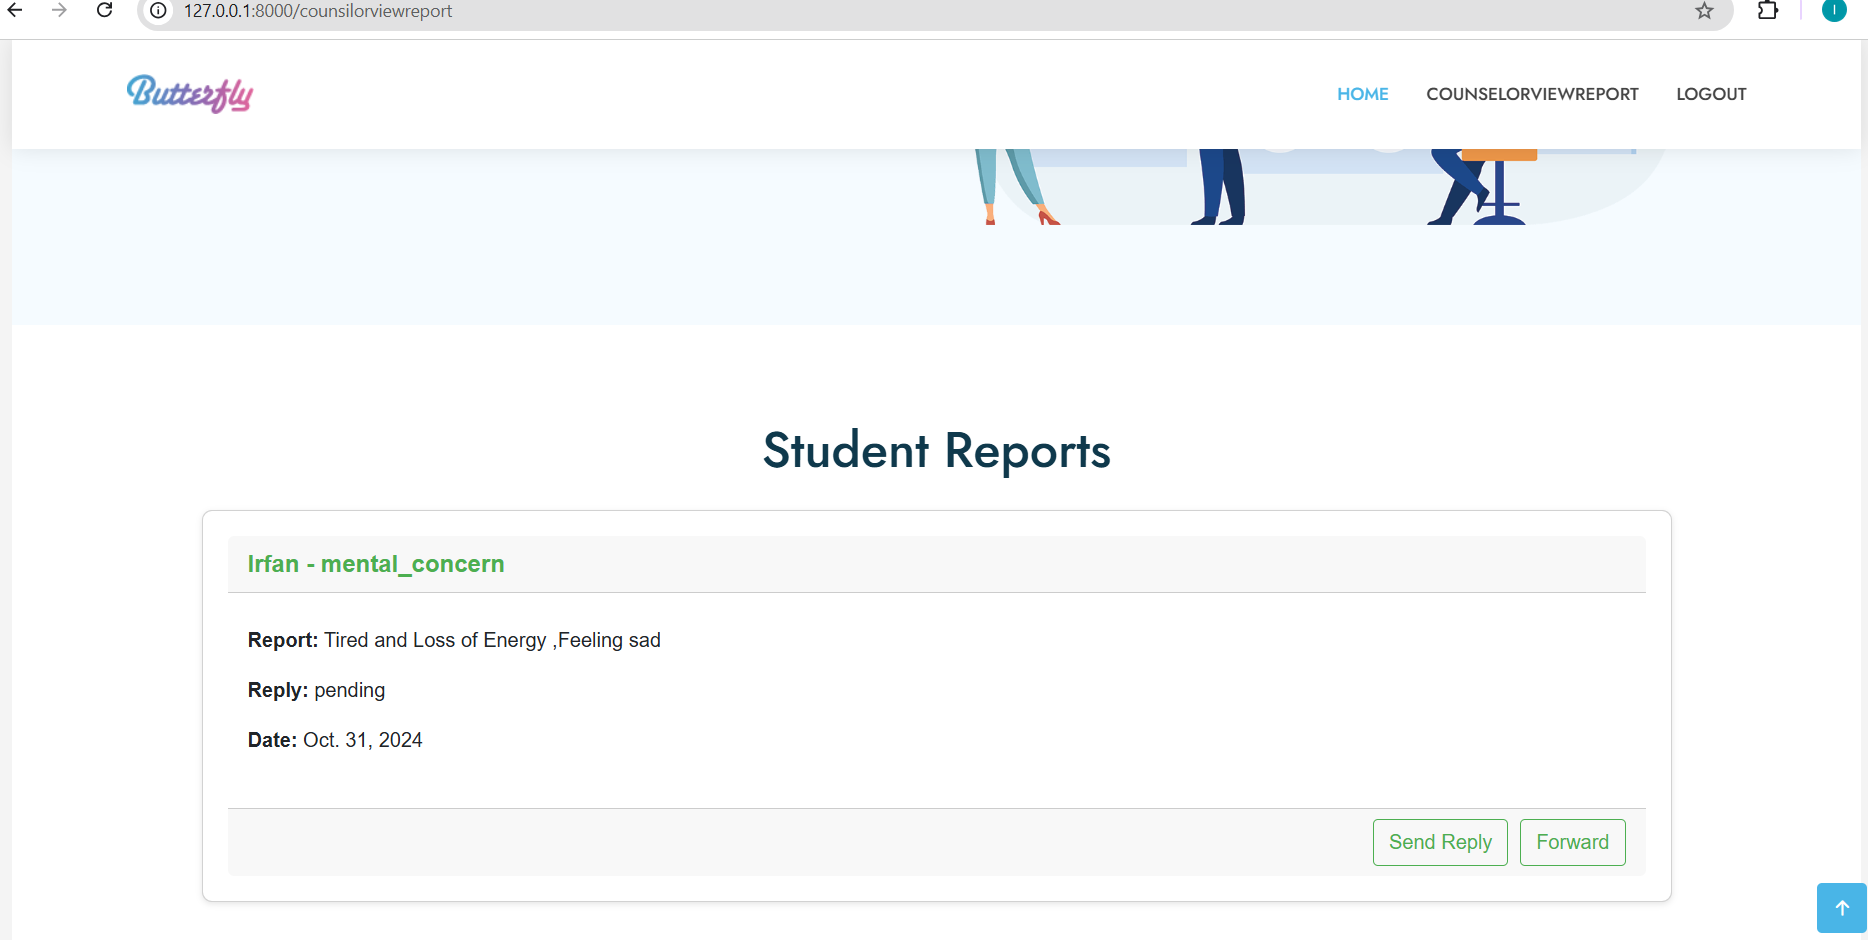 127.0.0.1:8000/counsilorviewreport
I
Butterfly
HOME COUNSELORVIEWREPORT LOGOUT
Student Reports
Irfan - mental_concern
Report: Tired and Loss of Energy ,Feeling sad
Reply: pending
Date: Oct. 31, 2024
Send Reply Forward